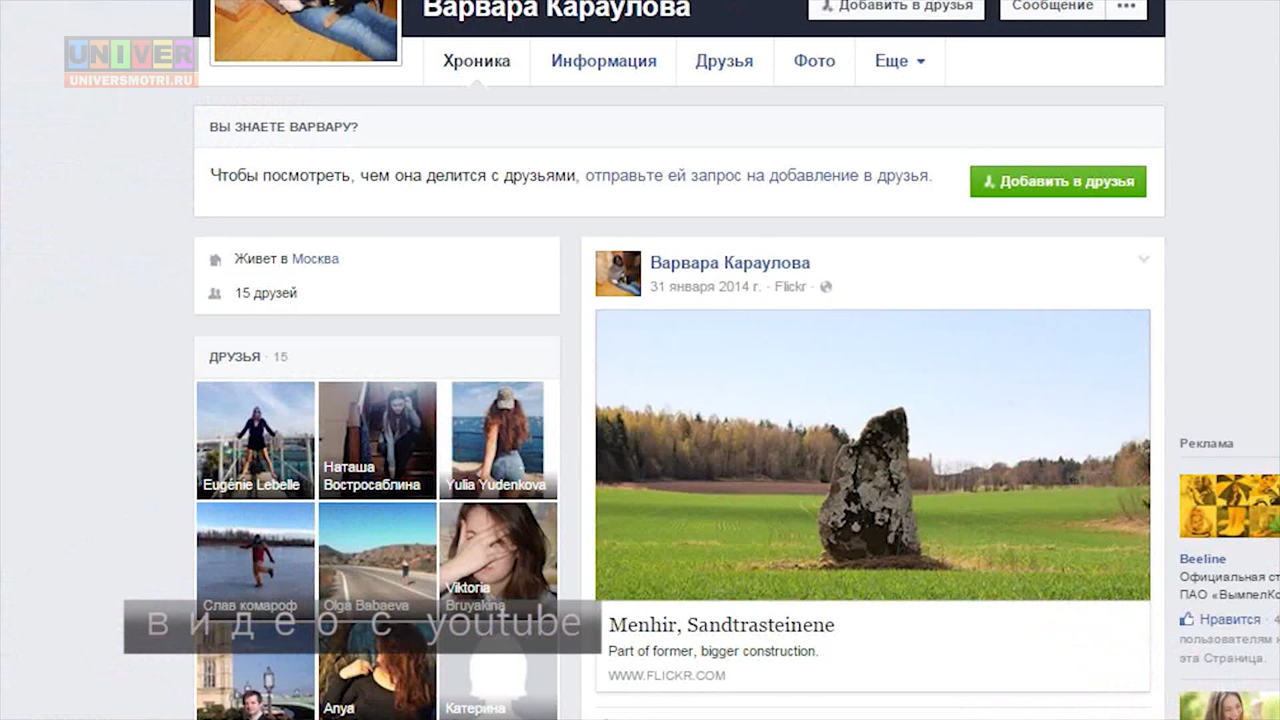 Варвара Караулова
Добавить в друзья
Сообщение
UNIVER
UNIVERSMOTRI.RU
Хроника
Информация
Друзья
Фото
Еще
ВЫ ЗНАЕТЕ ВАРВАРУ?
Чтобы посмотреть, чем она делится с друзьями, отправьте ей запрос на добавление в друзья.
Добавить в друзья
Живет в Москва
15 друзей
ДРУЗЬЯ · 15
Eugénie Lebelle
Наташа
Востросаблина
Yulia Yudenkova
Слав комароф
Olga Babaeva
Viktoria
Bruyakina
Anya
Катерина
видео с youtube
Варвара Караулова
31 января 2014 г. · Flickr ·
Menhir, Sandtrasteinene
Part of former, bigger construction.
WWW.FLICKR.COM
Реклама
Beeline
Официальная
ПАО
Нравится ·
пользователям
эта Страница.